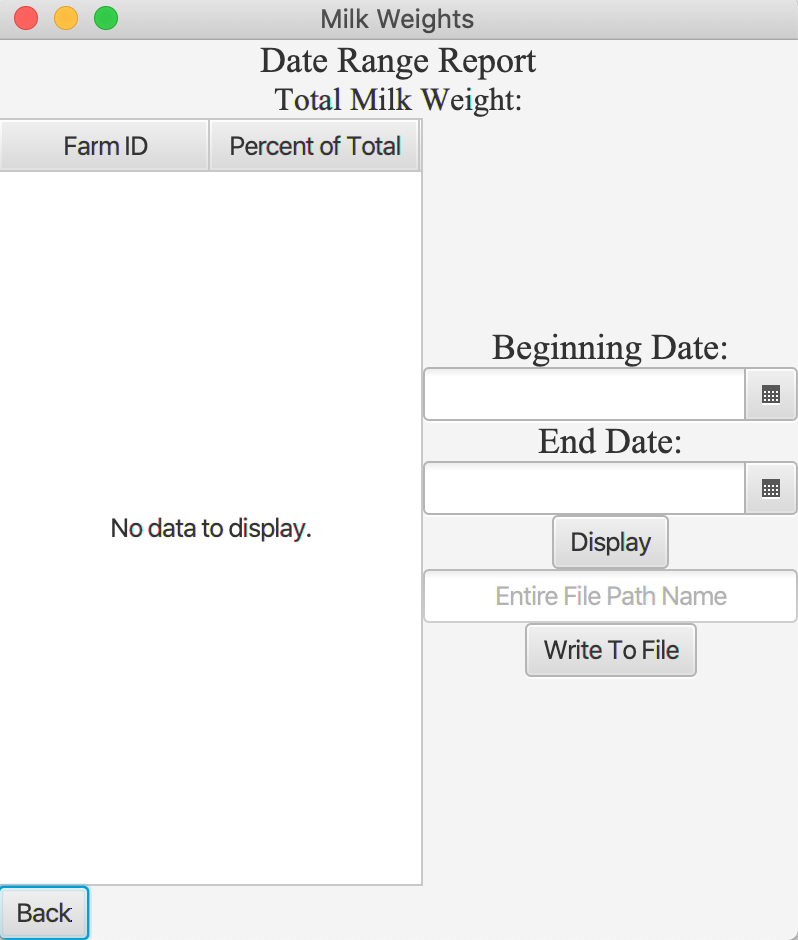 Milk Weights
Date Range Report
Total Milk Weight:
Farm ID
Percent of Total
No data to display.
Beginning Date:
End Date:
Display
Entire File Path Name
Write To File
Back